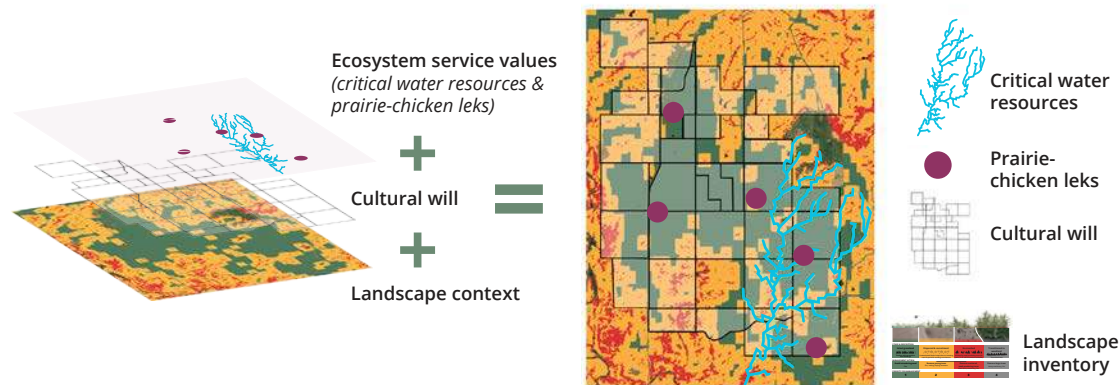 Ecosystem service values
(critical water resources &
prairie-chicken leks)
+
Cultural will
+
Landscape context
=
Critical water
resources
Prairie-
chicken leks
Cultural will
Landscape
inventory